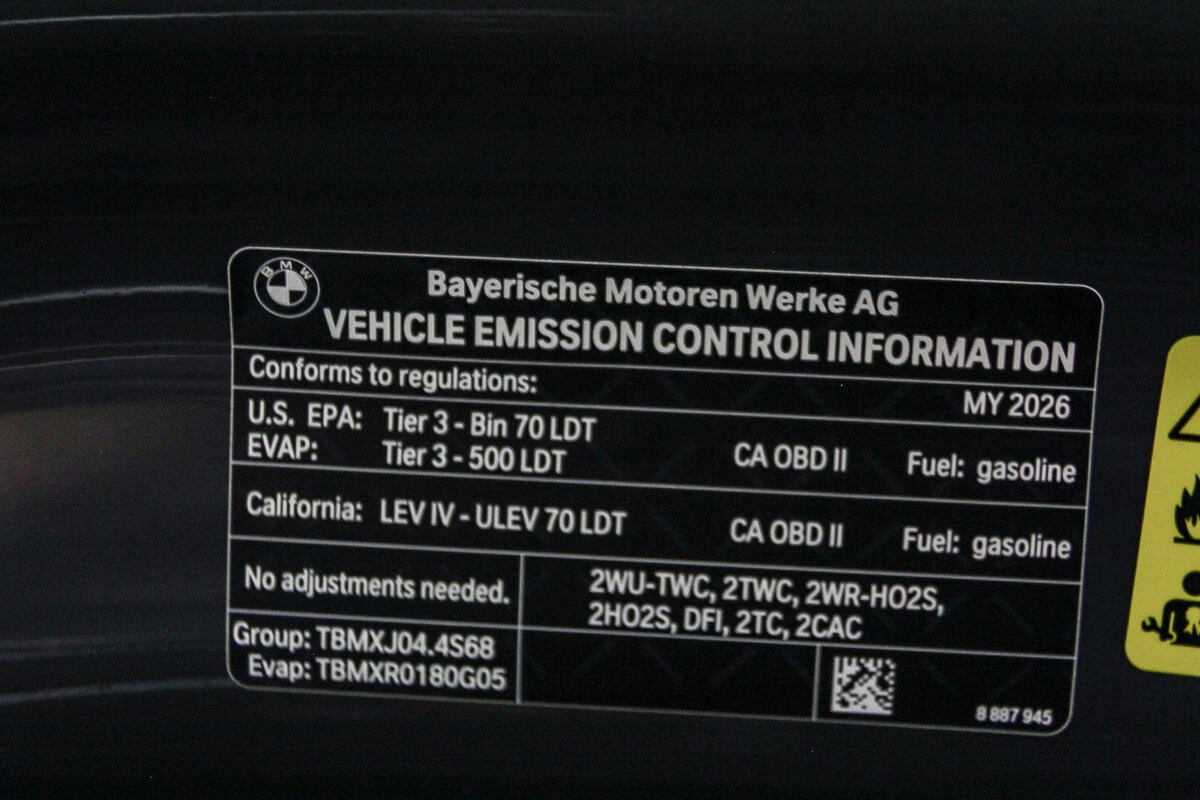 BMW
Bayerische Motoren Werke AG
VEHICLE EMISSION CONTROL INFORMATION
Conforms to regulations:
MY 2026
U.S. EPA: Tier 3 - Bin 70 LDT
EVAP: Tier 3 - 500 LDT
CA OBD II
Fuel: gasoline
California: LEV IV - ULEV 70 LDT
CA OBD II
Fuel: gasoline
No adjustments needed.
2WU-TWC, 2TWC, 2WR-HO2S,
2HO2S, DFI, 2TC, 2CAC
Group: TBMXJ04.4S68
Evap: TBMXR0180G05
8 887 945